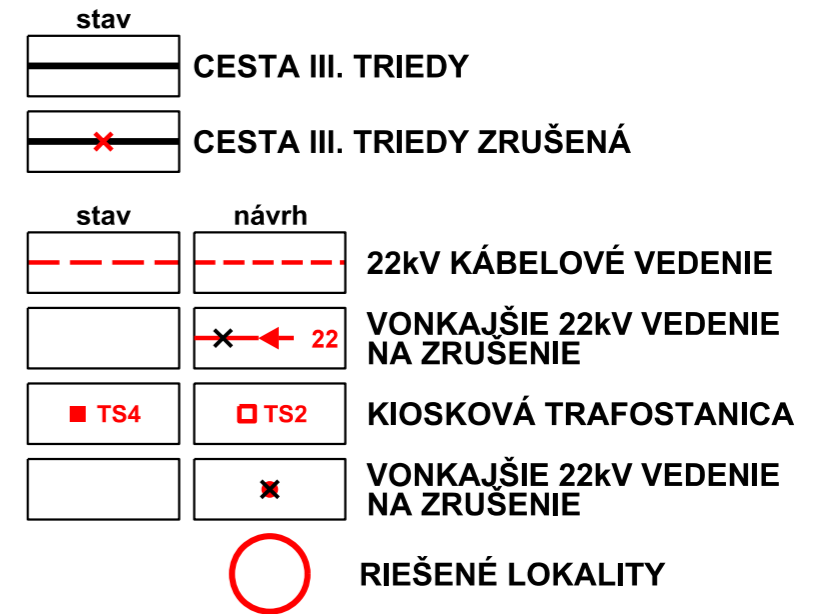 stav
CESTA III. TRIEDY
CESTA III. TRIEDY ZRUŠENÁ
stav návrh
22kV KÁBELOVÉ VEDENIE
22 VONKAJŠIE 22kV VEDENIE
NA ZRUŠENIE
TS4 TS2 KIOSKOVÁ TRAFOSTANICA
VONKAJŠIE 22kV VEDENIE
NA ZRUŠENIE
RIEŠENÉ LOKALITY